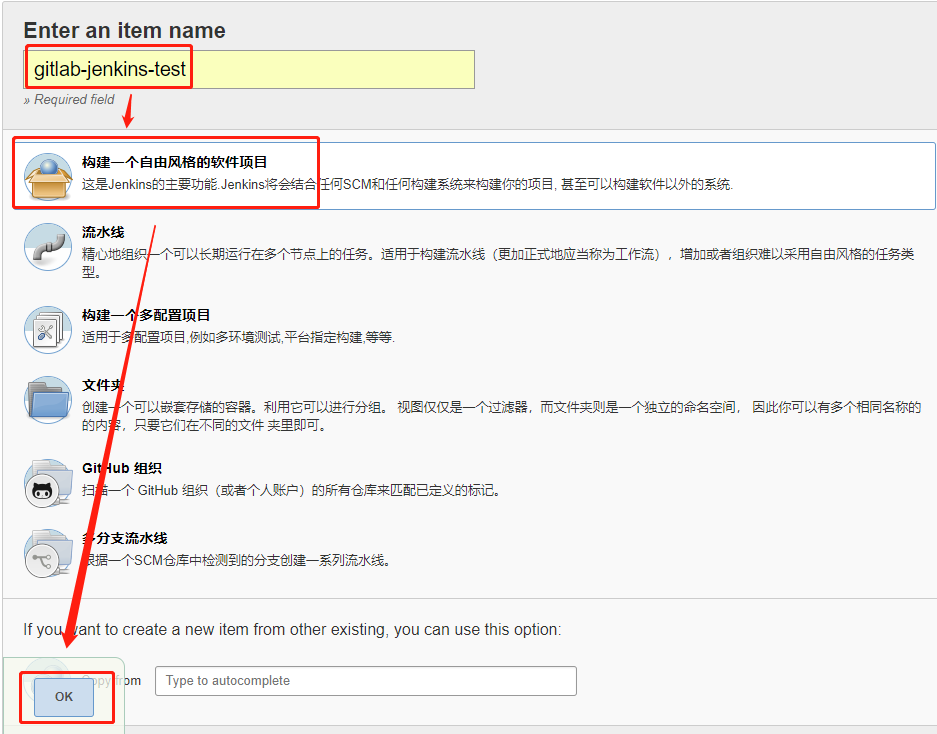 Enter an item name
gitlab-jenkins-test
» Required field
构建一个自由风格的软件项目
这是Jenkins的主要功能.Jenkins将会结合任何SCM和任何构建系统来构建你的项目, 甚至可以构建软件以外的系统.
流水线
精心地组织一个可以长期运行在多个节点上的任务。适用于构建流水线（更加正式地应当称为工作流），增加或者组织难以采用自由风格的任务类
型。
构建一个多配置项目
适用于多配置项目,例如多环境测试,平台指定构建,等等.
文件夹
创建一个可以嵌套存储的容器。利用它可以进行分组。 视图仅仅是一个过滤器，而文件夹则是一个独立的命名空间， 因此你可以有多个相同名称的
的内容，只要它们在不同的文件 夹里即可。
GitHub 组织
扫描一个 GitHub 组织（或者个人账户）的所有仓库来匹配已定义的标记。
多分支流水线
根据一个SCM仓库中检测到的分支创建一系列流水线。
If you want to create a new item from other existing, you can use this option:
Copy from
Type to autocomplete
OK